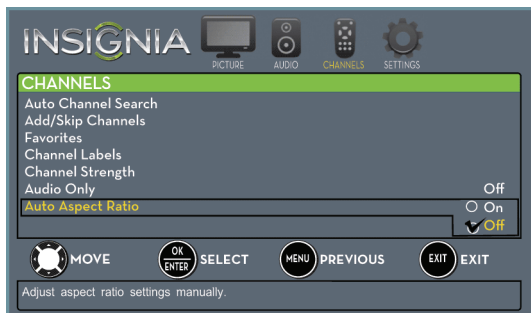 INSIGNIA
PICTURE AUDIO CHANNELS SETTINGS
CHANNELS
Auto Channel Search
Add/Skip Channels
Favorites
Channel Labels
Channel Strength
Audio Only Off
Auto Aspect Ratio On
Off
MOVE OK ENTER SELECT MENU PREVIOUS EXIT EXIT
Adjust aspect ratio settings manually.